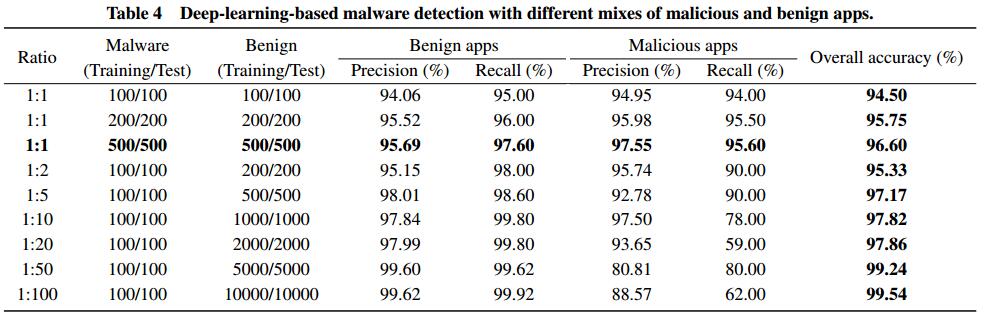 Table 4 Deep-learning-based malware detection with different mixes of malicious and benign apps.
Ratio Malware (Training/Test) Benign (Training/Test) Benign apps Malicious apps Overall accuracy (%)
Precision (%) Recall (%) Precision (%) Recall (%)
1:1 100/100 100/100 94.06 95.00 94.95 94.00 94.50
1:1 200/200 200/200 95.52 96.00 95.98 95.50 95.75
1:1 500/500 500/500 95.69 97.60 97.55 95.60 96.60
1:2 100/100 200/200 95.15 98.00 95.74 90.00 95.33
1:5 100/100 500/500 98.01 98.60 92.78 90.00 97.17
1:10 100/100 1000/1000 97.84 99.80 97.50 78.00 97.82
1:20 100/100 2000/2000 97.99 99.80 93.65 59.00 97.86
1:50 100/100 5000/5000 99.60 99.62 80.81 80.00 99.24
1:100 100/100 10000/10000 99.62 99.92 88.57 62.00 99.54